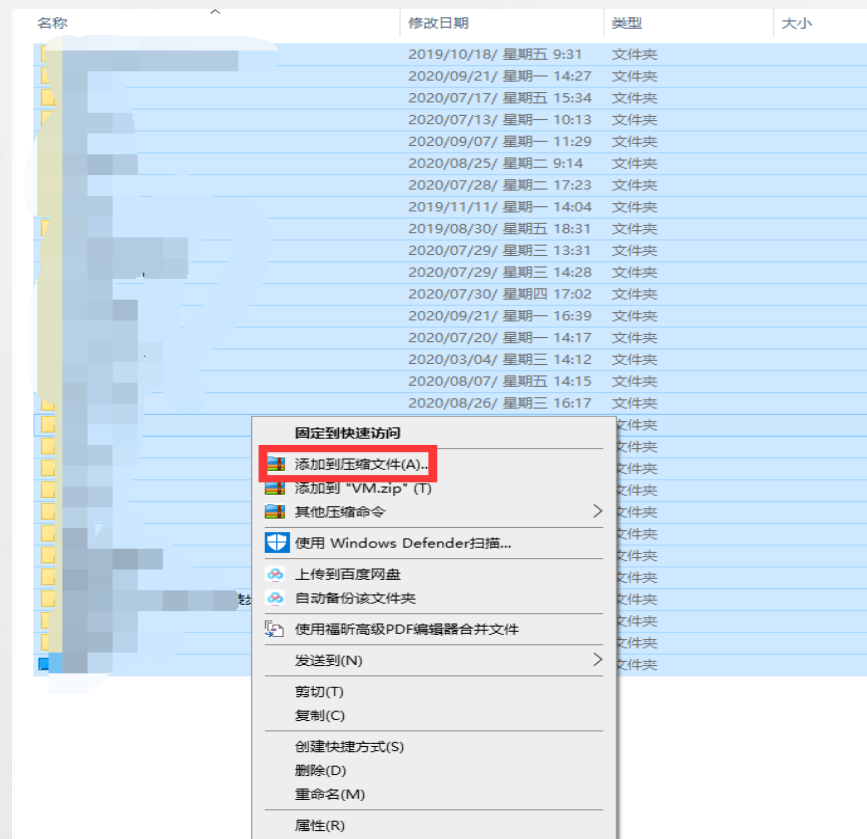 名称 修改日期 类型 大小
2019/10/18/ 星期五 9:31 文件夹
2020/09/21/ 星期一 14:27 文件夹
2020/07/17/ 星期五 15:34 文件夹
2020/07/13/ 星期一 10:13 文件夹
2020/09/07/ 星期一 11:29 文件夹
2020/08/25/ 星期二 9:14 文件夹
2020/07/28/ 星期二 17:23 文件夹
2019/11/11/ 星期一 14:04 文件夹
2019/08/30/ 星期五 18:31 文件夹
2020/07/29/ 星期三 13:31 文件夹
2020/07/29/ 星期三 14:28 文件夹
2020/07/30/ 星期四 17:02 文件夹
2020/09/21/ 星期一 16:39 文件夹
2020/07/20/ 星期一 14:17 文件夹
2020/03/04/ 星期三 14:12 文件夹
2020/08/07/ 星期五 14:15 文件夹
2020/08/26/ 星期三 16:17 文件夹
文件夹
文件夹
文件夹
文件夹
文件夹
文件夹
文件夹
文件夹
文件夹
文件夹
文件夹
文件夹
固定到快速访问
添加到压缩文件(A)...
添加到 "VM.zip" (T)
其他压缩命令
使用 Windows Defender扫描...
上传到百度网盘
自动备份该文件夹
使用福昕高级PDF编辑器合并文件
发送到(N)
剪切(T)
复制(C)
创建快捷方式(S)
删除(D)
重命名(M)
属性(R)